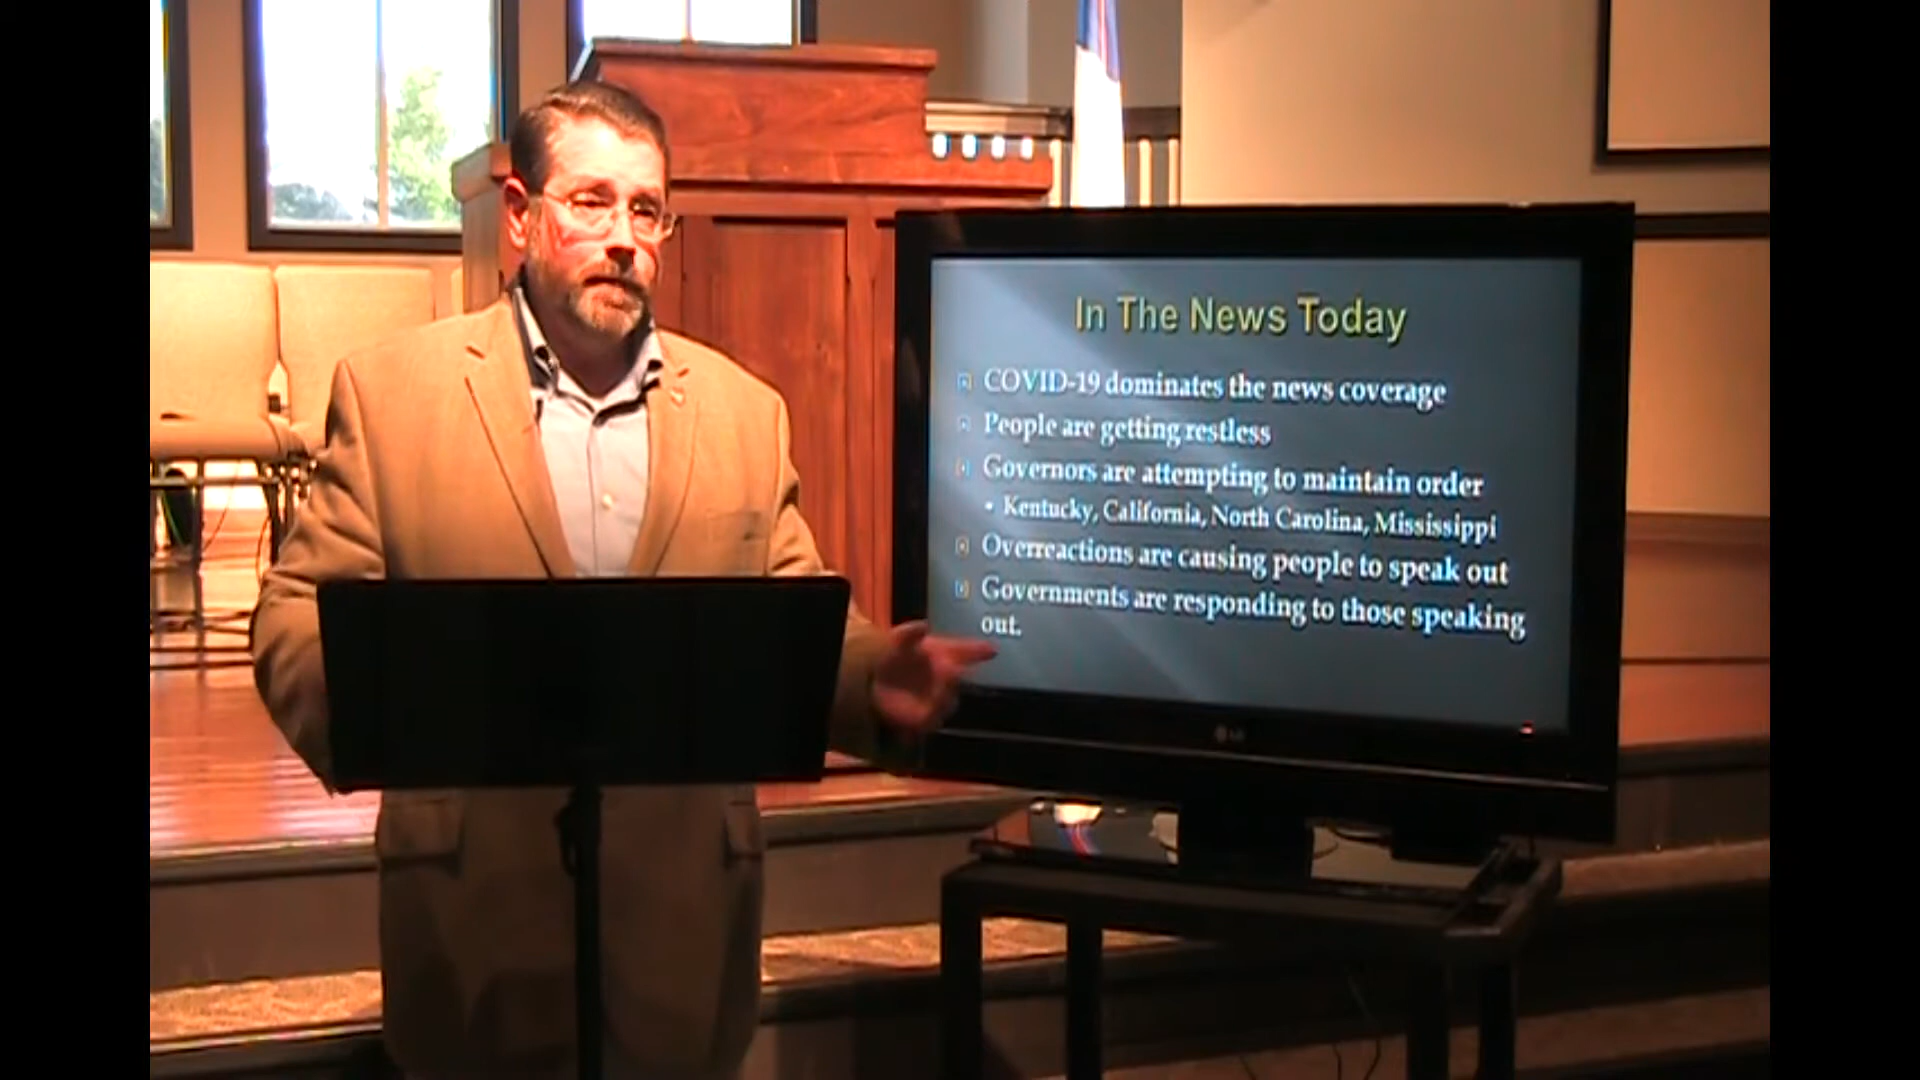 In The News Today
COVID-19 dominates the news coverage
People are getting restless
Governors are attempting to maintain order
• Kentucky, California, North Carolina, Mississippi
Overreactions are causing people to speak out
Governments are responding to those speaking
out.
LG